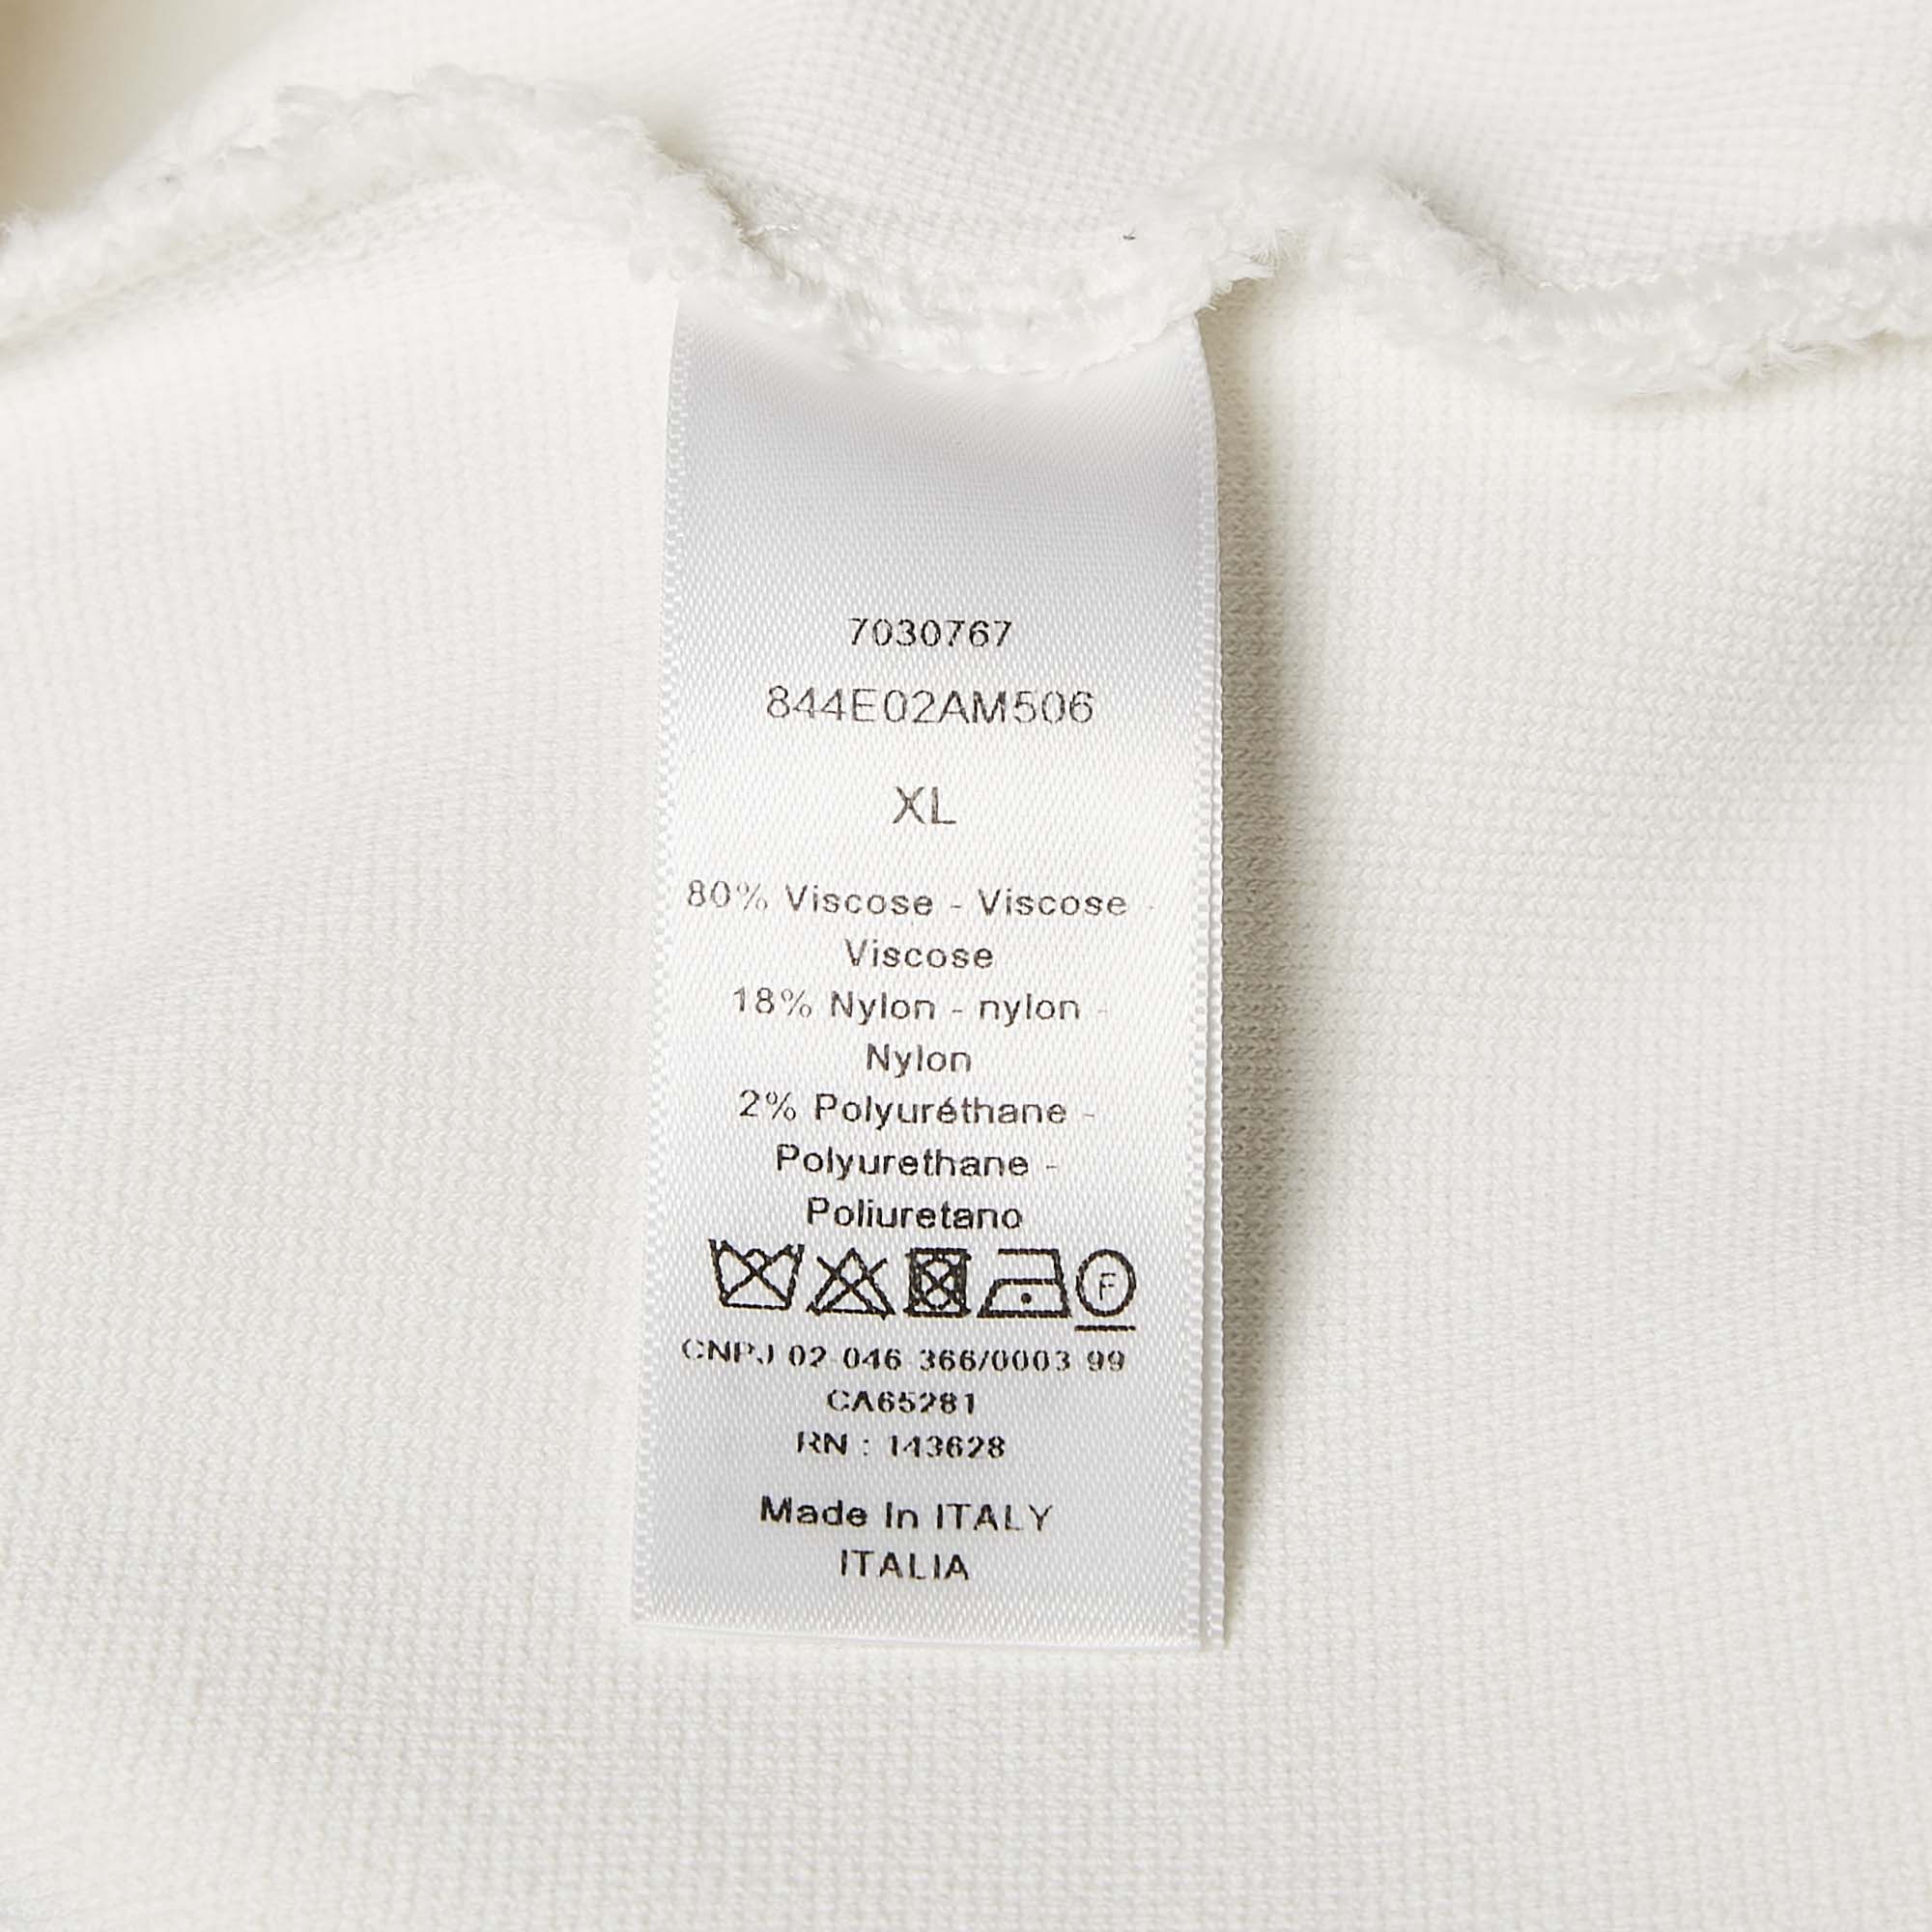 7030767
844E02AM506
XL
80% Viscose - Viscose -
Viscose
18% Nylon - nylon -
Nylon
2% Polyuréthane -
Polyurethane -
Poliuretano
F
CNPJ 02 046 366/0003 99
CA65281
RN : 143628
Made In ITALY
ITALIA